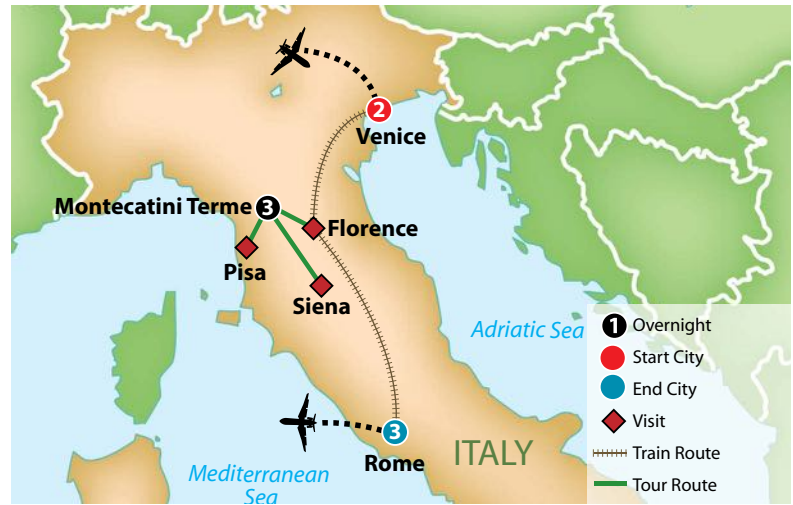 2
Venice
Montecatini Terme
3
Florence
Pisa
Siena
Adriatic Sea
3
Rome
ITALY
Mediterranean
Sea
1 Overnight
Start City
End City
Visit
Train Route
Tour Route